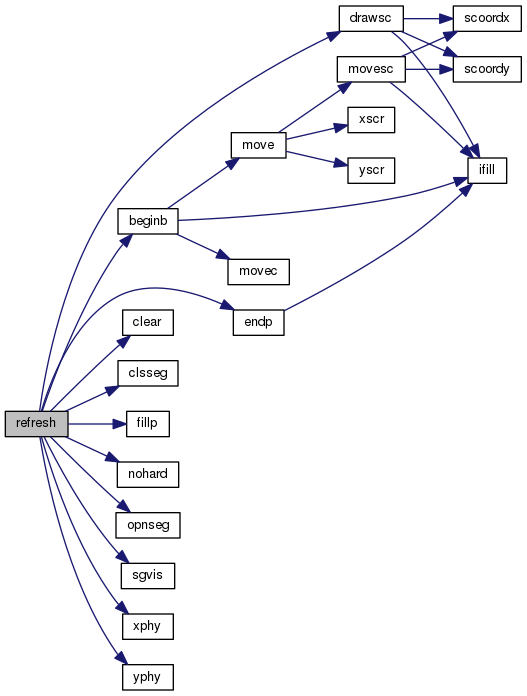 drawsc
scoordx
movesc
scoordy
xscr
move
yscr
ifill
beginb
movec
clear
endp
clsseg
refresh
fillp
nohard
opnseg
sgvis
xphy
yphy